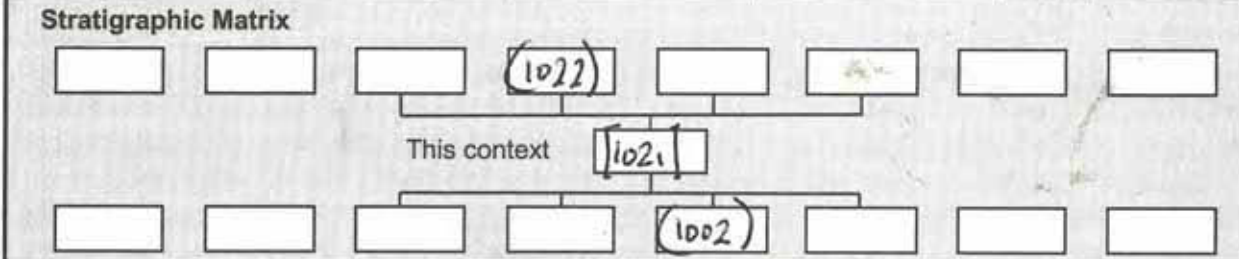 Stratigraphic Matrix
(1022)
This context [1021]
(1002)